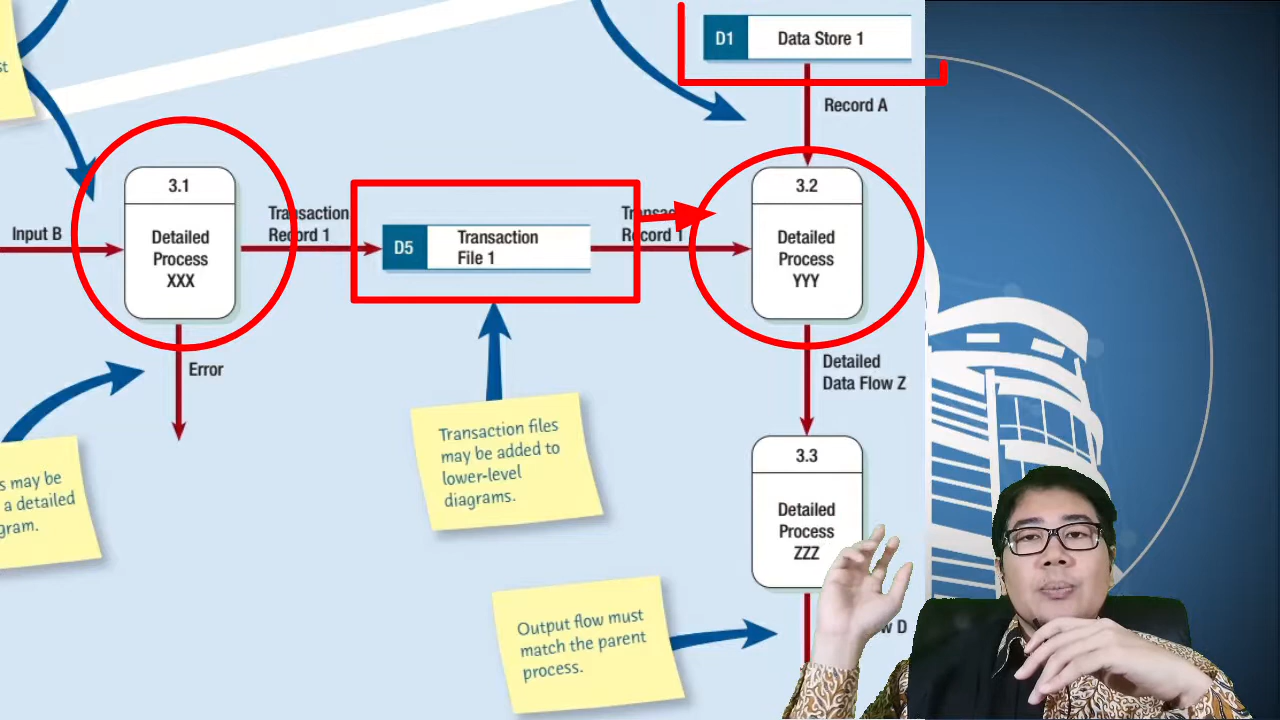 st
D1
Data Store 1
Record A
3.1
3.2
Input B
Transaction
Record 1
D5
Transaction
File 1
Record 1
Detailed
Process
XXX
Detailed
Process
YYY
Error
Detailed
Data Flow Z
Transaction files
may be added to
lower-level
diagrams.
3.3
Detailed
Process
ZZZ
s may be
a detailed
gram.
Output flow must
match the parent
process.
w D